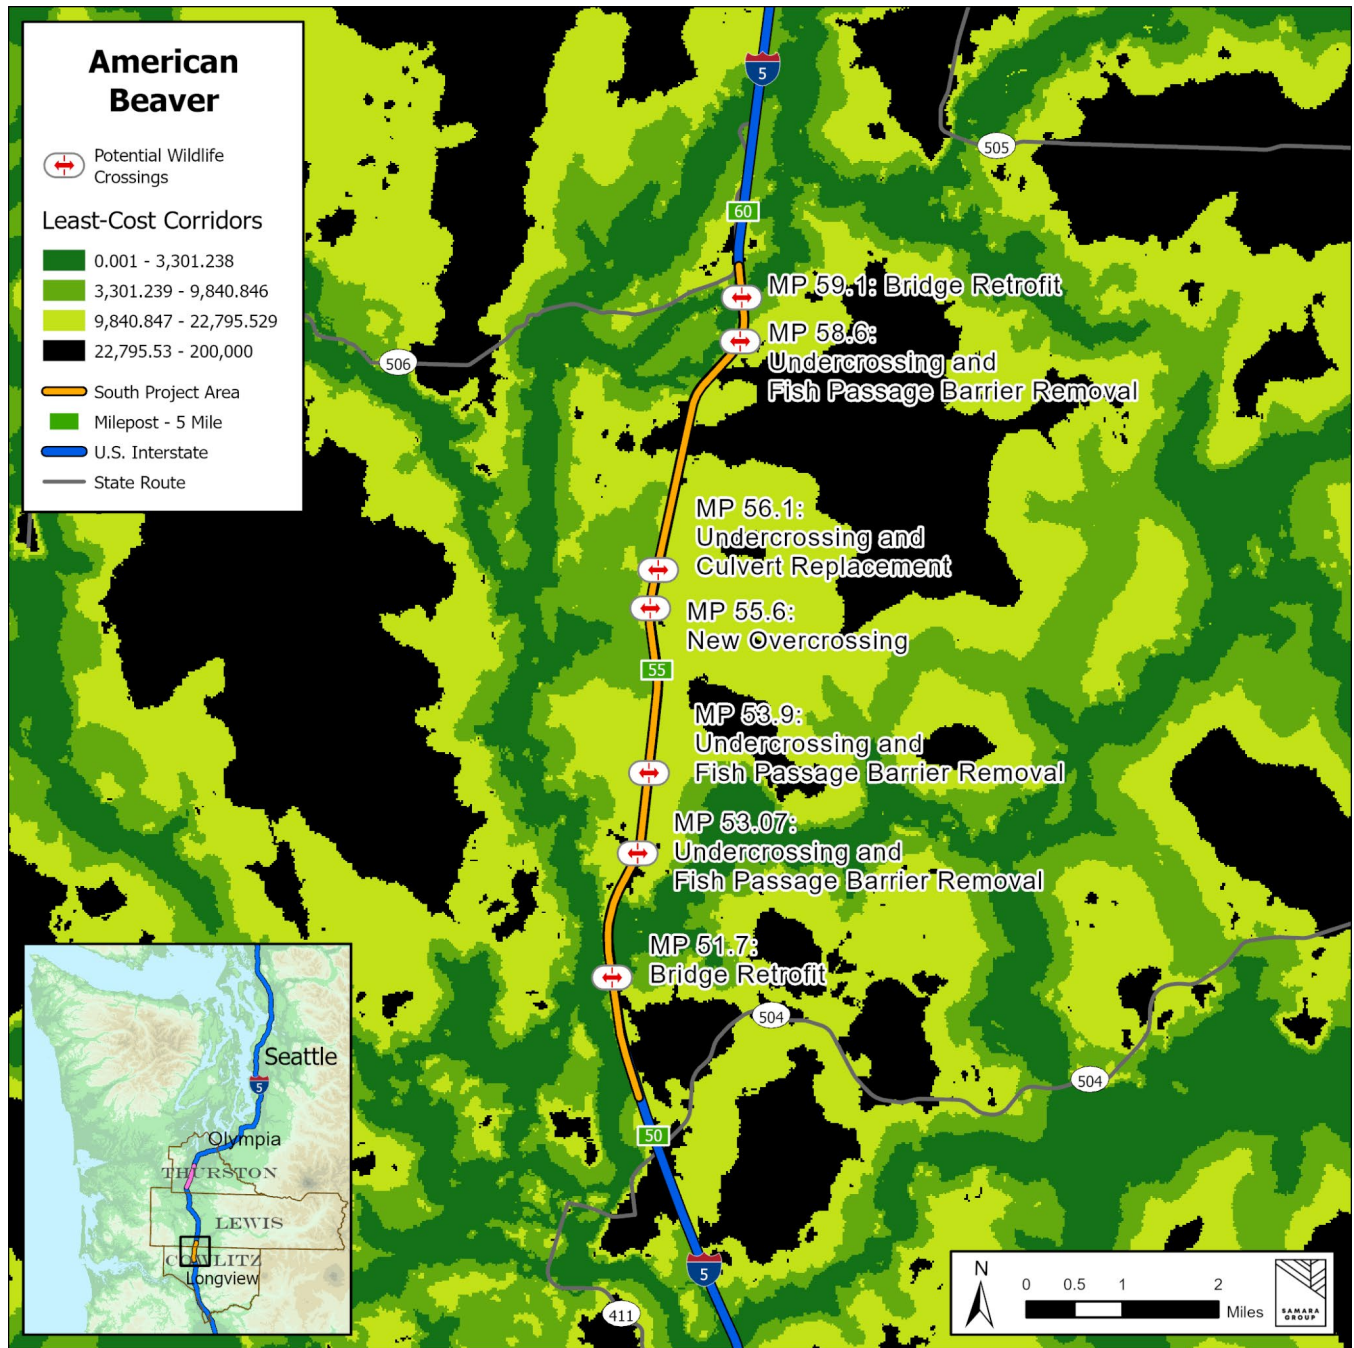 American
Beaver
Potential Wildlife
Crossings
Least-Cost Corridors
0.001 - 3,301.238
3,301.239 - 9,840.846
9,840.847 - 22,795.529
22,795.53 - 200,000
South Project Area
Milepost - 5 Mile
U.S. Interstate
State Route
5
505
60
MP 59.1: Bridge Retrofit
MP 58.6:
Undercrossing and
Fish Passage Barrier Removal
506
MP 56.1:
Undercrossing and
Culvert Replacement
MP 55.6:
New Overcrossing
55
MP 53.9:
Undercrossing and
Fish Passage Barrier Removal
MP 53.07:
Undercrossing and
Fish Passage Barrier Removal
MP 51.7:
Bridge Retrofit
504
504
50
5
411
Seattle
5
Olympia
THURSTON
LEWIS
COWLITZ
Longview
N
0 0.5 1 2
Miles
SAMARA
GROUP